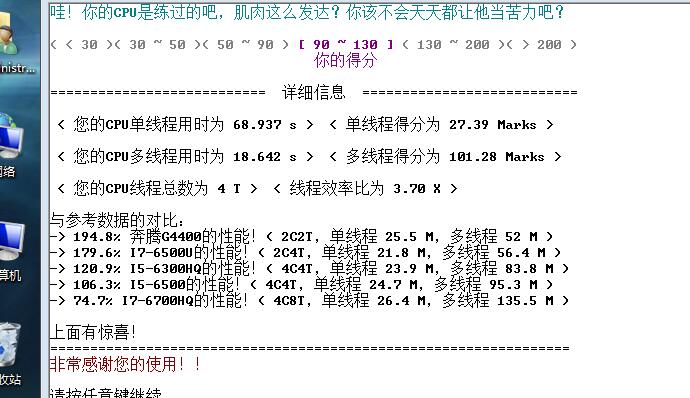 哇！你的CPU是练过的吧，肌肉这么发达？你该不会天天都让他当苦力吧？
< < 30 >< 30 ~ 50 >< 50 ~ 90 > [ 90 ~ 130 ] < 130 ~ 200 >< > 200 >
你的得分
=========================== 详细信息 ===========================
< 您的CPU单线程用时为 68.937 s > < 单线程得分为 27.39 Marks >
< 您的CPU多线程用时为 18.642 s > < 多线程得分为 101.28 Marks >
< 您的CPU线程总数为 4 T > < 线程效率比为 3.70 X >
与参考数据的对比：
-> 194.8% 奔腾G4400的性能！< 2C2T, 单线程 25.5 M, 多线程 52 M >
-> 179.6% I7-6500U的性能！< 2C4T, 单线程 21.8 M, 多线程 56.4 M >
-> 120.9% I5-6300HQ的性能！< 4C4T, 单线程 23.9 M, 多线程 83.8 M >
-> 106.3% I5-6500的性能！< 4C4T, 单线程 24.7 M, 多线程 95.3 M >
-> 74.7% I7-6700HQ的性能！< 4C8T, 单线程 26.4 M, 多线程 135.5 M >
上面有惊喜！
=================================================================
非常感谢您的使用！！
请按任意键继续
nistr...
网络
算机
收站